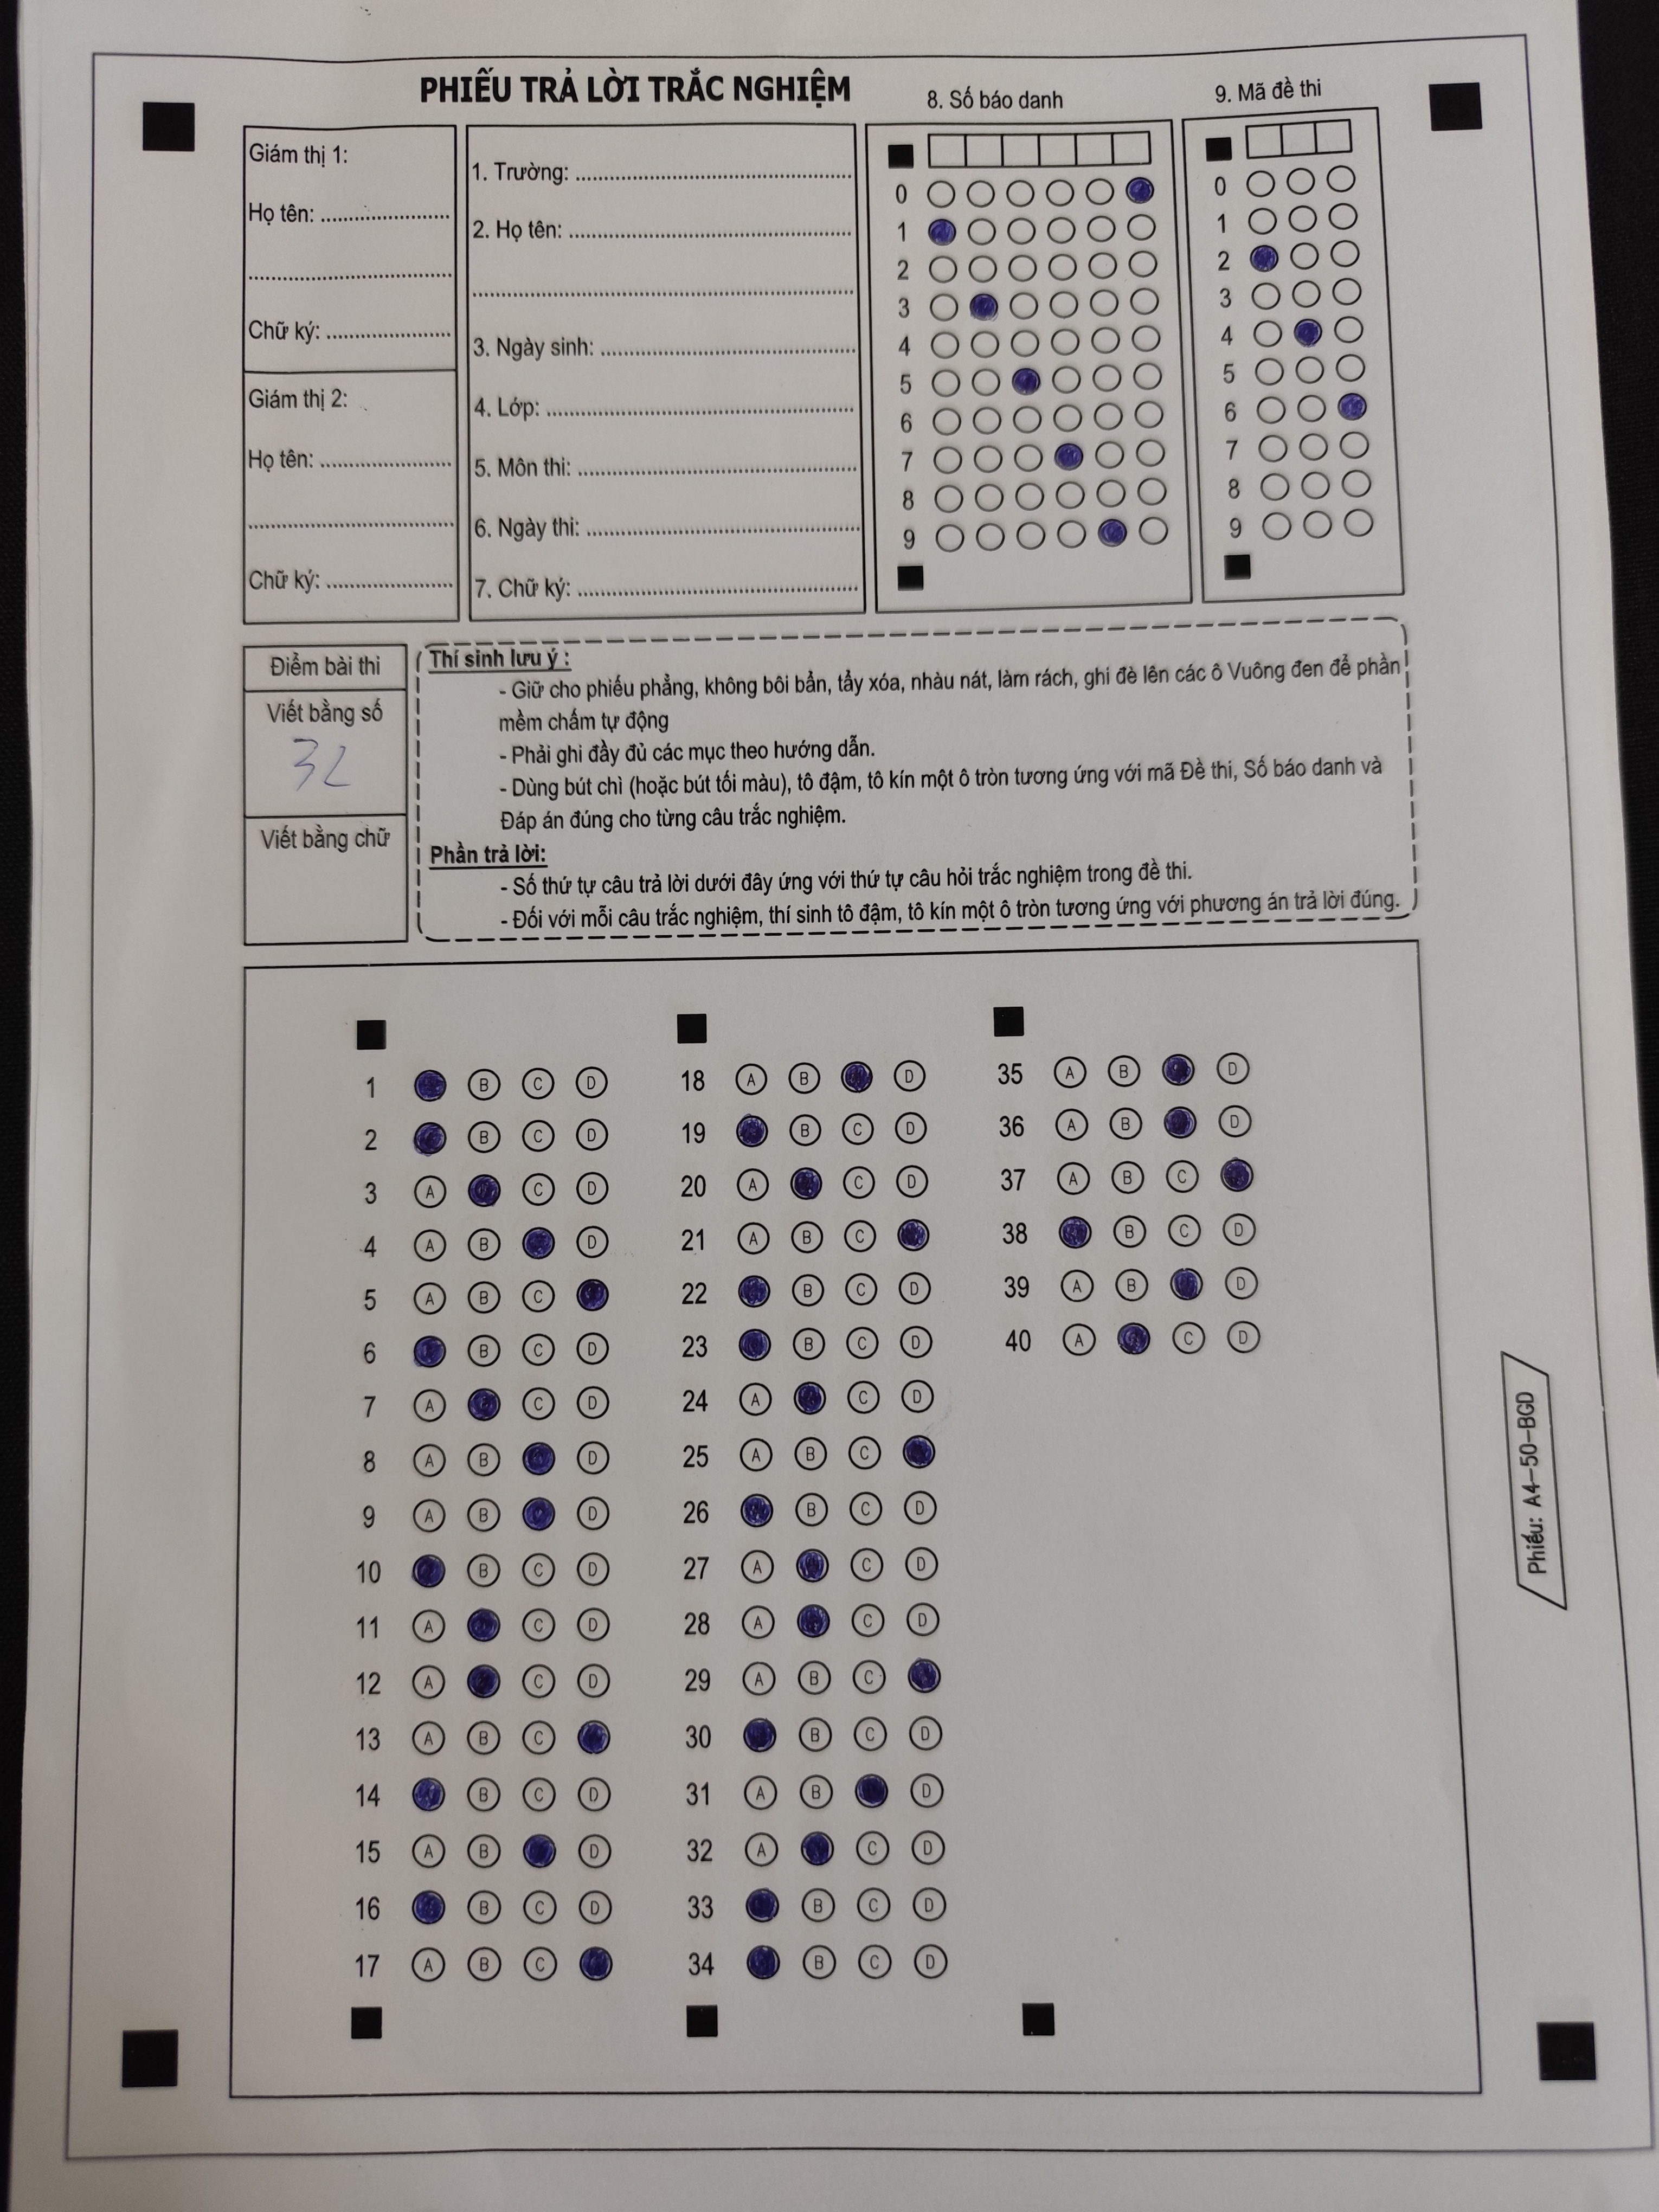 PHIẾU TRẢ LỜI TRẮC NGHIỆM
8. Số báo danh
9. Mã đề thi
Giám thị 1:
Họ tên: ........................
........................
Chữ ký: ........................
Giám thị 2:
Họ tên: ........................
........................
Chữ ký: ........................
1. Trường: ........................
2. Họ tên: ........................
........................
3. Ngày sinh: ........................
4. Lớp: ........................
5. Môn thi: ........................
6. Ngày thi: ........................
7. Chữ ký: ........................
0
1
2
3
4
5
6
7
8
9
0
1
2
3
4
5
6
7
8
9
Điểm bài thi
Viết bằng số
32
Viết bằng chữ
Thí sinh lưu ý :
- Giữ cho phiếu phẳng, không bôi bẩn, tẩy xóa, nhàu nát, làm rách, ghi đè lên các ô Vuông đen để phần
mềm chấm tự động
- Phải ghi đầy đủ các mục theo hướng dẫn.
- Dùng bút chì (hoặc bút tối màu), tô đậm, tô kín một ô tròn tương ứng với mã Đề thi, Số báo danh và
Đáp án đúng cho từng câu trắc nghiệm.
Phần trả lời:
- Số thứ tự câu trả lời dưới đây ứng với thứ tự câu hỏi trắc nghiệm trong đề thi.
- Đối với mỗi câu trắc nghiệm, thí sinh tô đậm, tô kín một ô tròn tương ứng với phương án trả lời đúng.
1 B C D
2 B C D
3 A C D
4 A B D
5 A B C
6 B C D
7 A C D
8 A B D
9 A B D
10 B C D
11 A C D
12 A C D
13 A B C
14 B C D
15 A B D
16 B C D
17 A B C
18 A B D
19 B C D
20 A C D
21 A B C
22 B C D
23 B C D
24 A C D
25 A B C
26 B C D
27 A C D
28 A C D
29 A B C
30 B C D
31 A B D
32 A C D
33 B C D
34 B C D
35 A B D
36 A B D
37 A B C
38 B C D
39 A B D
40 A C D
Phiếu: A4-50-BGD